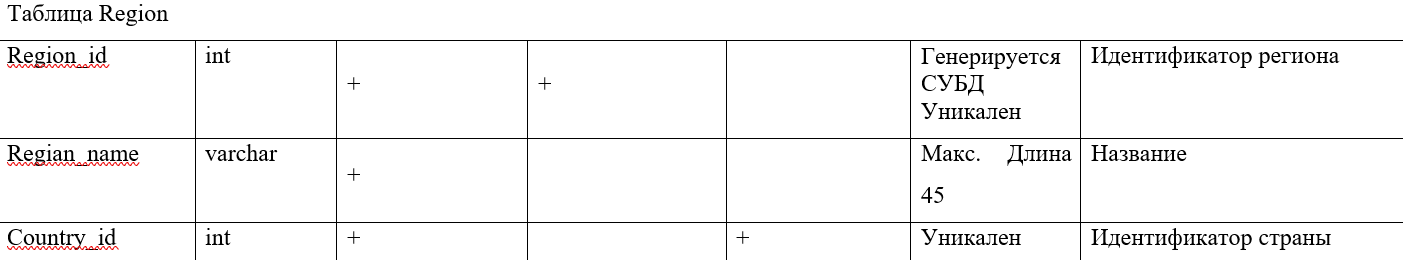 Таблица Region
Region_id int + + Генерируется СУБД Уникален Идентификатор региона
Regian_name varchar + Макс. Длина 45 Название
Country_id int + + Уникален Идентификатор страны